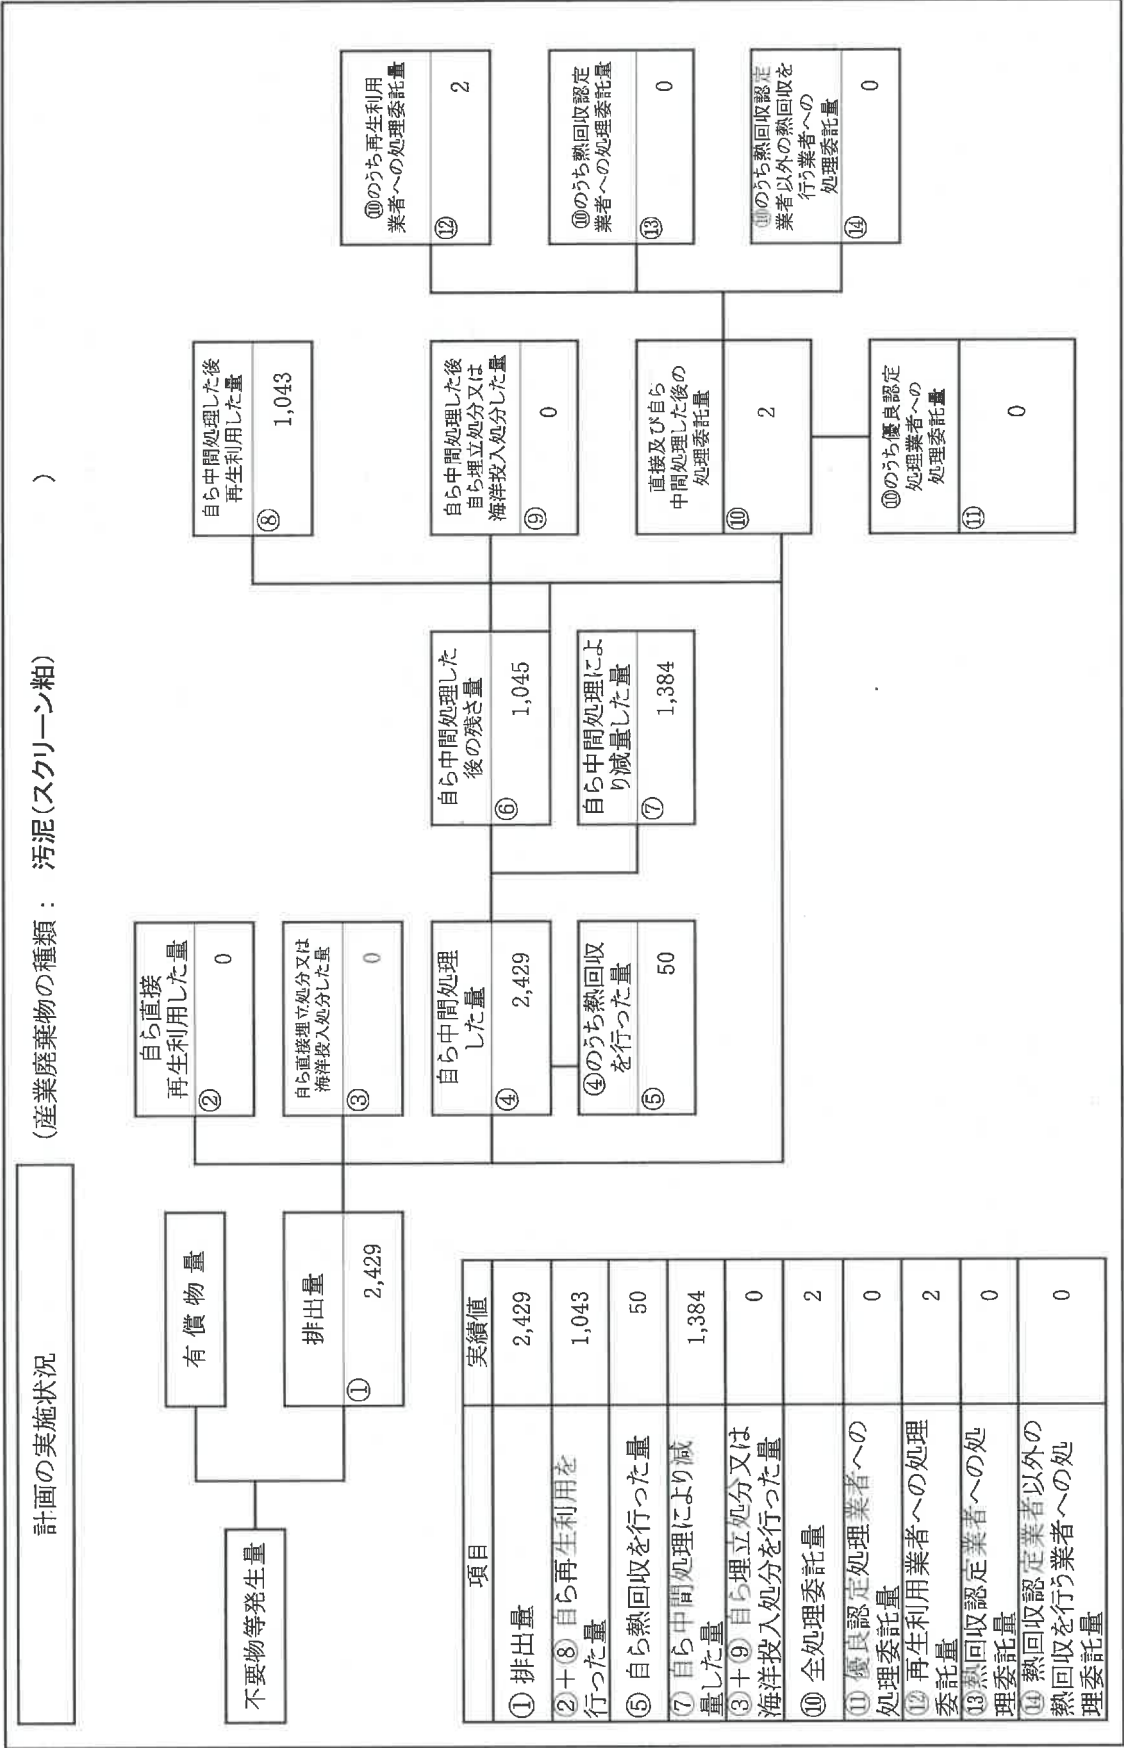 計画の実施状況
(産業廃棄物の種類： 汚泥(スクリーン粕) )
不要物等発生量
有償物量
排出量
① 2,429
自ら直接
再生利用した量
② 0
自ら直接埋立処分又は
海洋投入処分した量
③ 0
自ら中間処理
した量
④ 2,429
④のうち熱回収
を行った量
⑤ 50
自ら中間処理した
後の残さ量
⑥ 1,045
自ら中間処理によ
り減量した量
⑦ 1,384
自ら中間処理した後
再生利用した量
⑧ 1,043
自ら中間処理した後
自ら埋立処分又は
海洋投入処分した量
⑨ 0
直接及び自ら
中間処理した後の
処理委託量
⑩ 2
⑩のうち優良認定
処理業者への
処理委託量
⑪ 0
⑩のうち再生利用
業者への処理委託量
⑫ 2
⑩のうち熱回収認定
業者への処理委託量
⑬ 0
⑩のうち熱回収認定
業者以外の熱回収を
行う業者への
処理委託量
⑭ 0
項目 実績値
① 排出量 2,429
②＋⑧ 自ら再生利用を
行った量 1,043
⑤ 自ら熱回収を行った量 50
⑦ 自ら中間処理により減
量した量 1,384
③＋⑨ 自ら埋立処分又は
海洋投入処分を行った量 0
⑩ 全処理委託量 2
⑪ 優良認定処理業者への
処理委託量 0
⑫ 再生利用業者への処理
委託量 2
⑬ 熱回収認定業者への処
理委託量 0
⑭ 熱回収認定業者以外の
熱回収を行う業者への処
理委託量 0